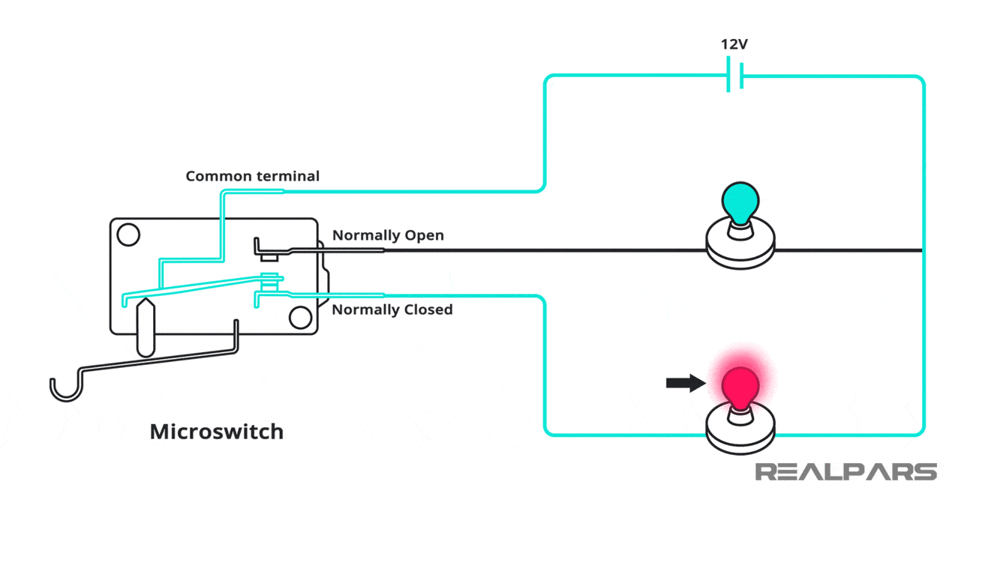 12V
Common terminal
Normally Open
Normally Closed
Microswitch
REALPARS